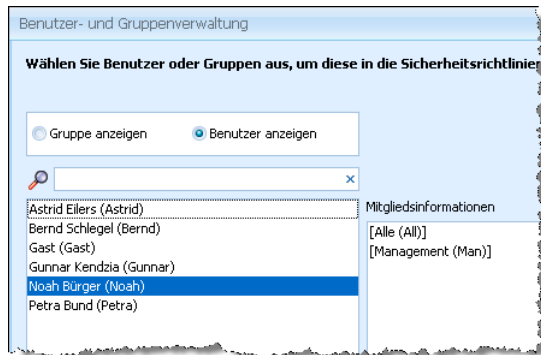 Benutzer- und Gruppenverwaltung
Wählen Sie Benutzer oder Gruppen aus, um diese in die Sicherheitsrichtlinien
Gruppe anzeigen
Benutzer anzeigen
Mitgliedsinformationen
Astrid Eilers (Astrid)
Bernd Schlegel (Bernd)
Gast (Gast)
Gunnar Kendzia (Gunnar)
Noah Bürger (Noah)
Petra Bund (Petra)
[Alle (All)]
[Management (Man)]